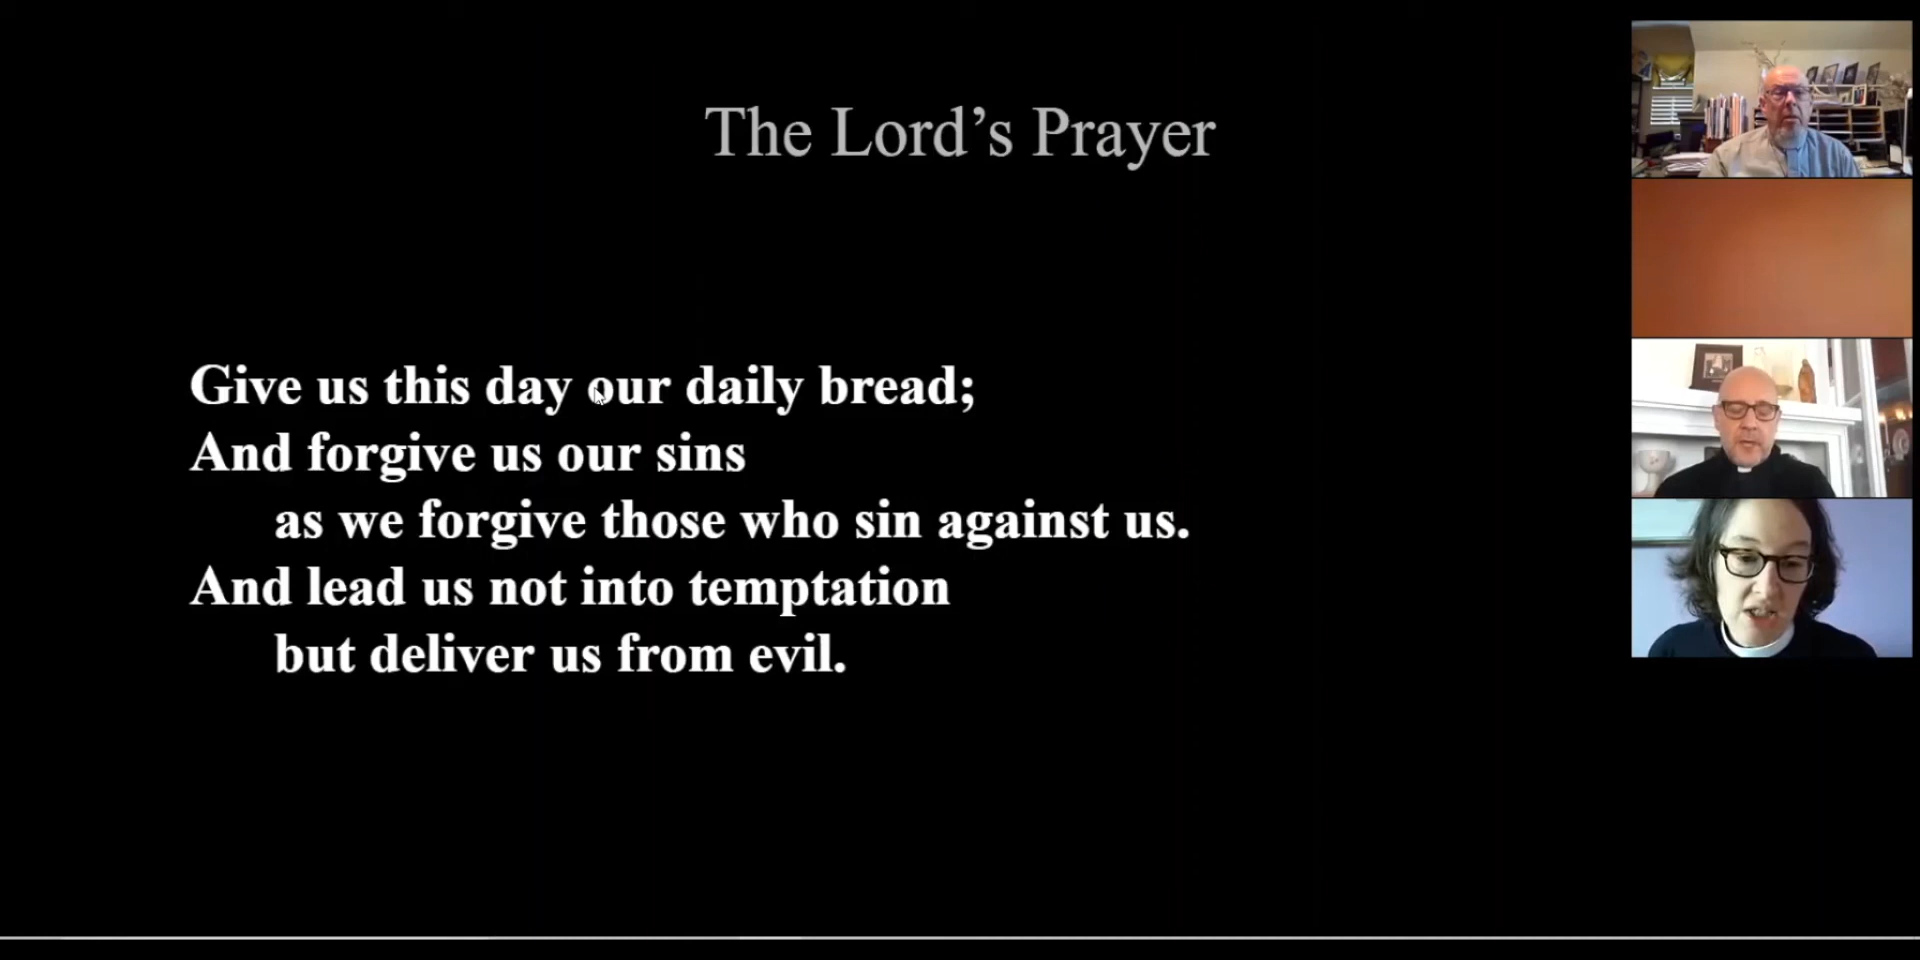 The Lord’s Prayer
Give us this day our daily bread;
And forgive us our sins
as we forgive those who sin against us.
And lead us not into temptation
but deliver us from evil.